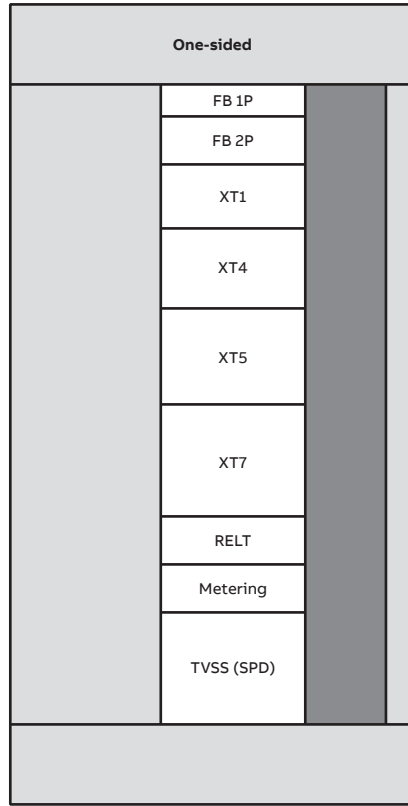 One-sided
FB 1P
FB 2P
XT1
XT4
XT5
XT7
RELT
Metering
TVSS (SPD)